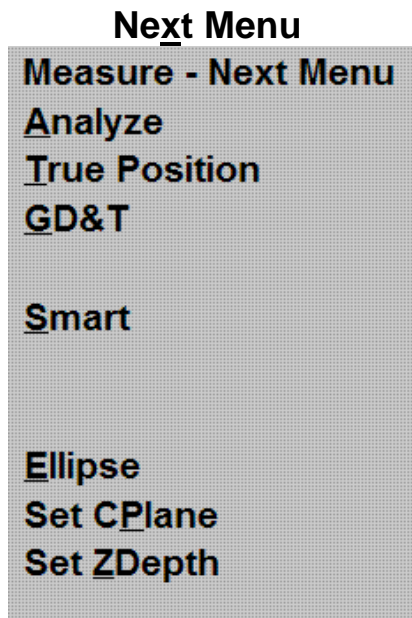 Next Menu
Measure - Next Menu
Analyze
True Position
GD&T
Smart
Ellipse
Set CPlane
Set ZDepth